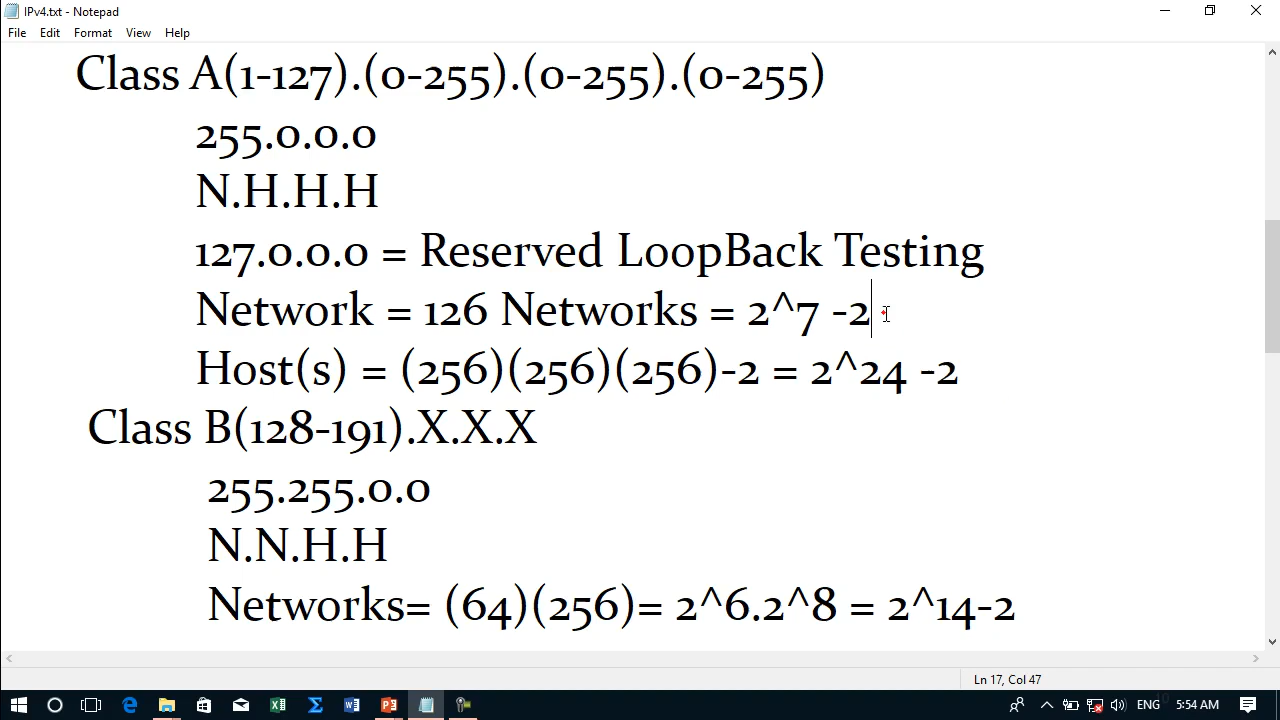 IPv4.txt - Notepad
File Edit Format View Help
Class A(1-127).(0-255).(0-255).(0-255)
255.0.0.0
N.H.H.H
127.0.0.0 = Reserved LoopBack Testing
Network = 126 Networks = 2^7 -2
Host(s) = (256)(256)(256)-2 = 2^24 -2
Class B(128-191).X.X.X
255.255.0.0
N.N.H.H
Networks= (64)(256)= 2^6.2^8 = 2^14-2
Ln 17, Col 47
ENG 5:54 AM